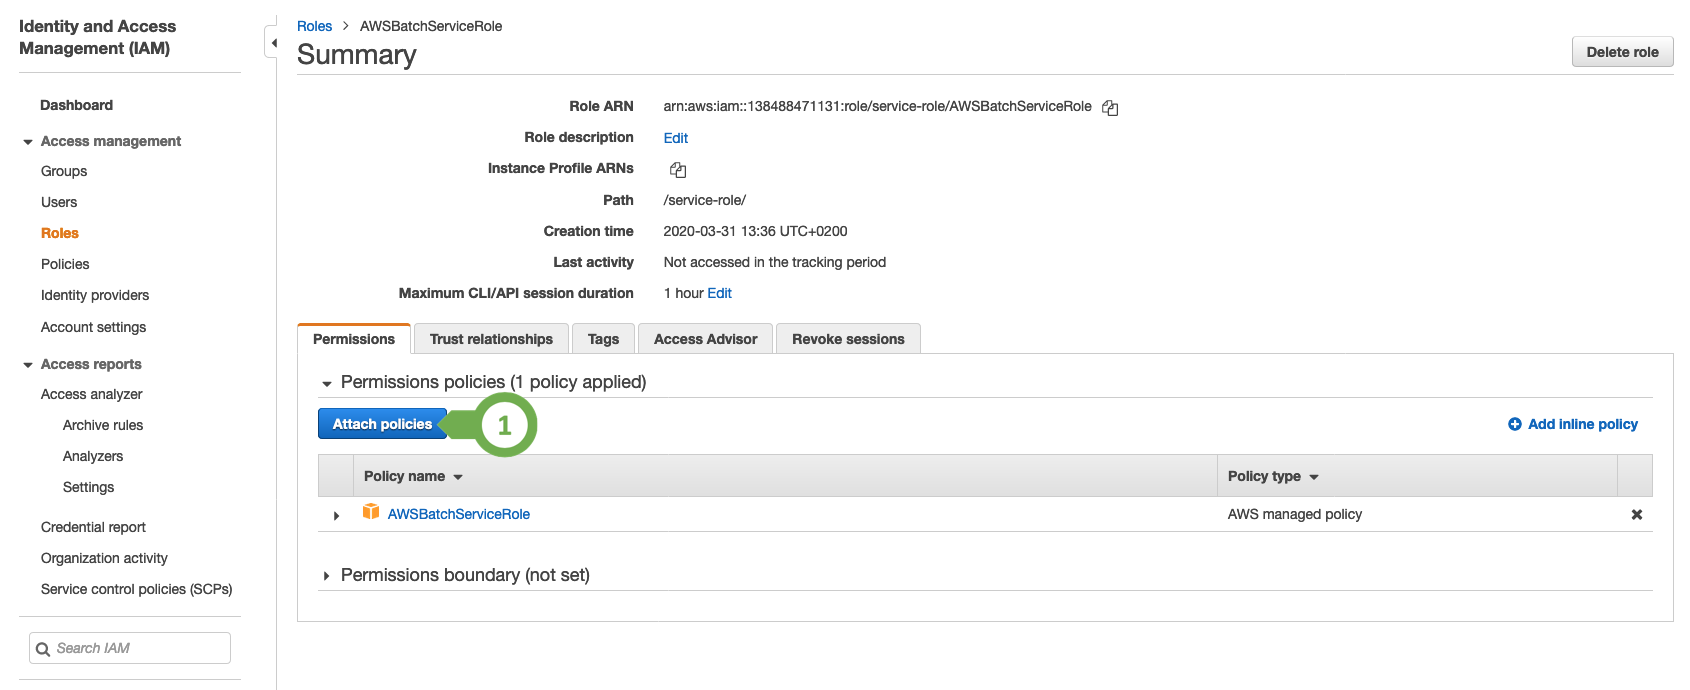 Identity and Access
Management (IAM)
Dashboard
Access management
Groups
Users
Roles
Policies
Identity providers
Account settings
Access reports
Access analyzer
Archive rules
Analyzers
Settings
Credential report
Organization activity
Service control policies (SCPs)
Search IAM
Roles > AWSBatchServiceRole
Summary
Delete role
Role ARN arn:aws:iam::138488471131:role/service-role/AWSBatchServiceRole
Role description Edit
Instance Profile ARNs
Path /service-role/
Creation time 2020-03-31 13:36 UTC+0200
Last activity Not accessed in the tracking period
Maximum CLI/API session duration 1 hour Edit
Permissions Trust relationships Tags Access Advisor Revoke sessions
Permissions policies (1 policy applied)
Attach policies 1 Add inline policy
Policy name Policy type
AWSBatchServiceRole AWS managed policy
Permissions boundary (not set)